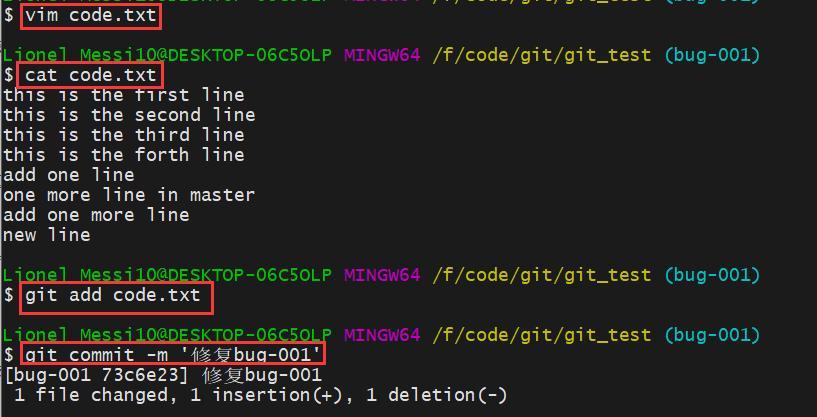 $ vim code.txt
Lionel Messi10@DESKTOP-06C5OLP MINGW64 /f/code/git/git_test (bug-001)
$ cat code.txt
this is the first line
this is the second line
this is the third line
this is the forth line
add one line
one more line in master
add one more line
new line
Lionel Messi10@DESKTOP-06C5OLP MINGW64 /f/code/git/git_test (bug-001)
$ git add code.txt
Lionel Messi10@DESKTOP-06C5OLP MINGW64 /f/code/git/git_test (bug-001)
$ git commit -m '修复bug-001'
[bug-001 73c6e23] 修复bug-001
1 file changed, 1 insertion(+), 1 deletion(-)